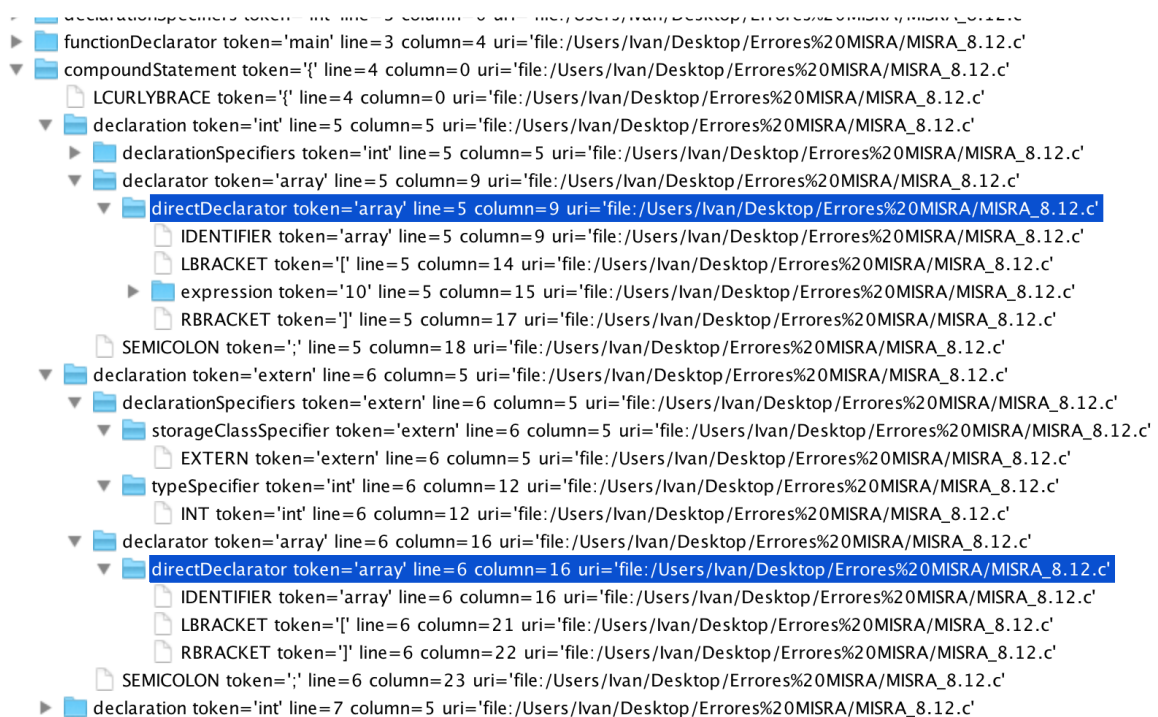 declarationSpecifiers token='int' line=3 column=0 uri='file:/Users/Ivan/Desktop/Errores%20MISRA/MISRA_8.12.c'
functionDeclarator token='main' line=3 column=4 uri='file:/Users/Ivan/Desktop/Errores%20MISRA/MISRA_8.12.c'
compoundStatement token='{' line=4 column=0 uri='file:/Users/Ivan/Desktop/Errores%20MISRA/MISRA_8.12.c'
LCURLYBRACE token='{' line=4 column=0 uri='file:/Users/Ivan/Desktop/Errores%20MISRA/MISRA_8.12.c'
declaration token='int' line=5 column=5 uri='file:/Users/Ivan/Desktop/Errores%20MISRA/MISRA_8.12.c'
declarationSpecifiers token='int' line=5 column=5 uri='file:/Users/Ivan/Desktop/Errores%20MISRA/MISRA_8.12.c'
declarator token='array' line=5 column=9 uri='file:/Users/Ivan/Desktop/Errores%20MISRA/MISRA_8.12.c'
directDeclarator token='array' line=5 column=9 uri='file:/Users/Ivan/Desktop/Errores%20MISRA/MISRA_8.12.c'
IDENTIFIER token='array' line=5 column=9 uri='file:/Users/Ivan/Desktop/Errores%20MISRA/MISRA_8.12.c'
LBRACKET token='[' line=5 column=14 uri='file:/Users/Ivan/Desktop/Errores%20MISRA/MISRA_8.12.c'
expression token='10' line=5 column=15 uri='file:/Users/Ivan/Desktop/Errores%20MISRA/MISRA_8.12.c'
RBRACKET token=']' line=5 column=17 uri='file:/Users/Ivan/Desktop/Errores%20MISRA/MISRA_8.12.c'
SEMICOLON token=';' line=5 column=18 uri='file:/Users/Ivan/Desktop/Errores%20MISRA/MISRA_8.12.c'
declaration token='extern' line=6 column=5 uri='file:/Users/Ivan/Desktop/Errores%20MISRA/MISRA_8.12.c'
declarationSpecifiers token='extern' line=6 column=5 uri='file:/Users/Ivan/Desktop/Errores%20MISRA/MISRA_8.12.c'
storageClassSpecifier token='extern' line=6 column=5 uri='file:/Users/Ivan/Desktop/Errores%20MISRA/MISRA_8.12.c'
EXTERN token='extern' line=6 column=5 uri='file:/Users/Ivan/Desktop/Errores%20MISRA/MISRA_8.12.c'
typeSpecifier token='int' line=6 column=12 uri='file:/Users/Ivan/Desktop/Errores%20MISRA/MISRA_8.12.c'
INT token='int' line=6 column=12 uri='file:/Users/Ivan/Desktop/Errores%20MISRA/MISRA_8.12.c'
declarator token='array' line=6 column=16 uri='file:/Users/Ivan/Desktop/Errores%20MISRA/MISRA_8.12.c'
directDeclarator token='array' line=6 column=16 uri='file:/Users/Ivan/Desktop/Errores%20MISRA/MISRA_8.12.c'
IDENTIFIER token='array' line=6 column=16 uri='file:/Users/Ivan/Desktop/Errores%20MISRA/MISRA_8.12.c'
LBRACKET token='[' line=6 column=21 uri='file:/Users/Ivan/Desktop/Errores%20MISRA/MISRA_8.12.c'
RBRACKET token=']' line=6 column=22 uri='file:/Users/Ivan/Desktop/Errores%20MISRA/MISRA_8.12.c'
SEMICOLON token=';' line=6 column=23 uri='file:/Users/Ivan/Desktop/Errores%20MISRA/MISRA_8.12.c'
declaration token='int' line=7 column=5 uri='file:/Users/Ivan/Desktop/Errores%20MISRA/MISRA_8.12.c'